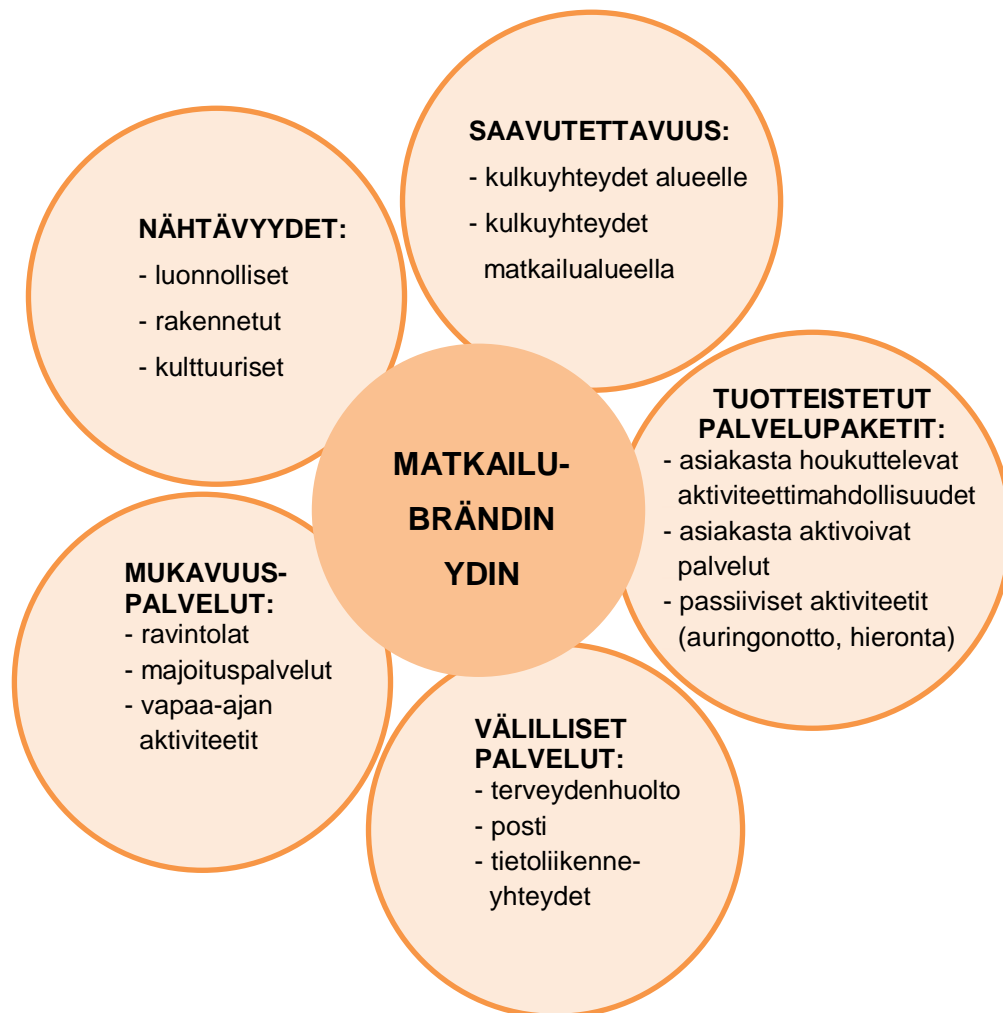 SAAVUTETTAVUUS:
- kulkuyhteydet alueelle
- kulkuyhteydet
matkailualueella
NÄHTÄVYYDET:
- luonnolliset
- rakennetut
- kulttuuriset
TUOTTEISTETUT
PALVELUPAKETIT:
- asiakasta houkuttelevat
aktiviteettimahdollisuudet
- asiakasta aktivoivat
palvelut
- passiiviset aktiviteetit
(auringonotto, hieronta)
MATKAILU-
BRÄNDIN
YDIN
MUKAVUUS-
PALVELUT:
- ravintolat
- majoituspalvelut
- vapaa-ajan
aktiviteetit
VÄLILLISET
PALVELUT:
- terveydenhuolto
- posti
- tietoliikenne-
yhteydet